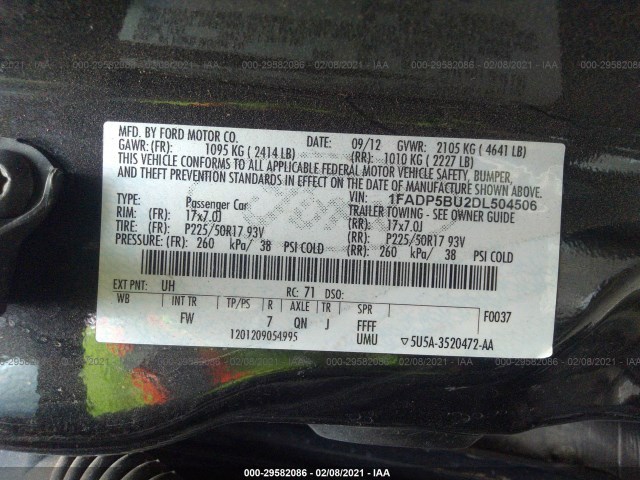 000-29582086 - 02/08/2021 - IAA
000-29582086 - 02/08/2021 - IAA
000-29582086 - 02/08/2021 - IAA
MFD. BY FORD MOTOR CO.
DATE: 09/12 GVWR: 2105 KG ( 4641 LB)
GAWR: (FR): 1095 KG ( 2414 LB) (RR): 1010 KG ( 2227 LB)
THIS VEHICLE CONFORMS TO ALL APPLICABLE FEDERAL MOTOR VEHICLE SAFETY, BUMPER,
AND THEFT PREVENTION STANDARDS IN EFFECT ON THE DATE OF MANUFACTURE SHOWN ABOVE.
VIN: 1FADP5BU2DL504506
TYPE: Passenger Car TRAILER TOWING - SEE OWNER GUIDE
RIM: (FR) 17x7.0J (RR): 17x7.0J
TIRE: (FR): P225/50R17 93V (RR): P225/50R17 93V
PRESSURE: (FR): 260 kPa/ 38 PSI COLD (RR): 260 kPa/ 38 PSI COLD
EXT PNT: UH RC: 71 DSO:
WB INT TR TP/PS R AXLE TR SPR F0037
FW 7 QN J FFFF
1201209054995 UMU ▽5U5A-3520472-AA
000-29582086 - 02/08/2021 - IAA